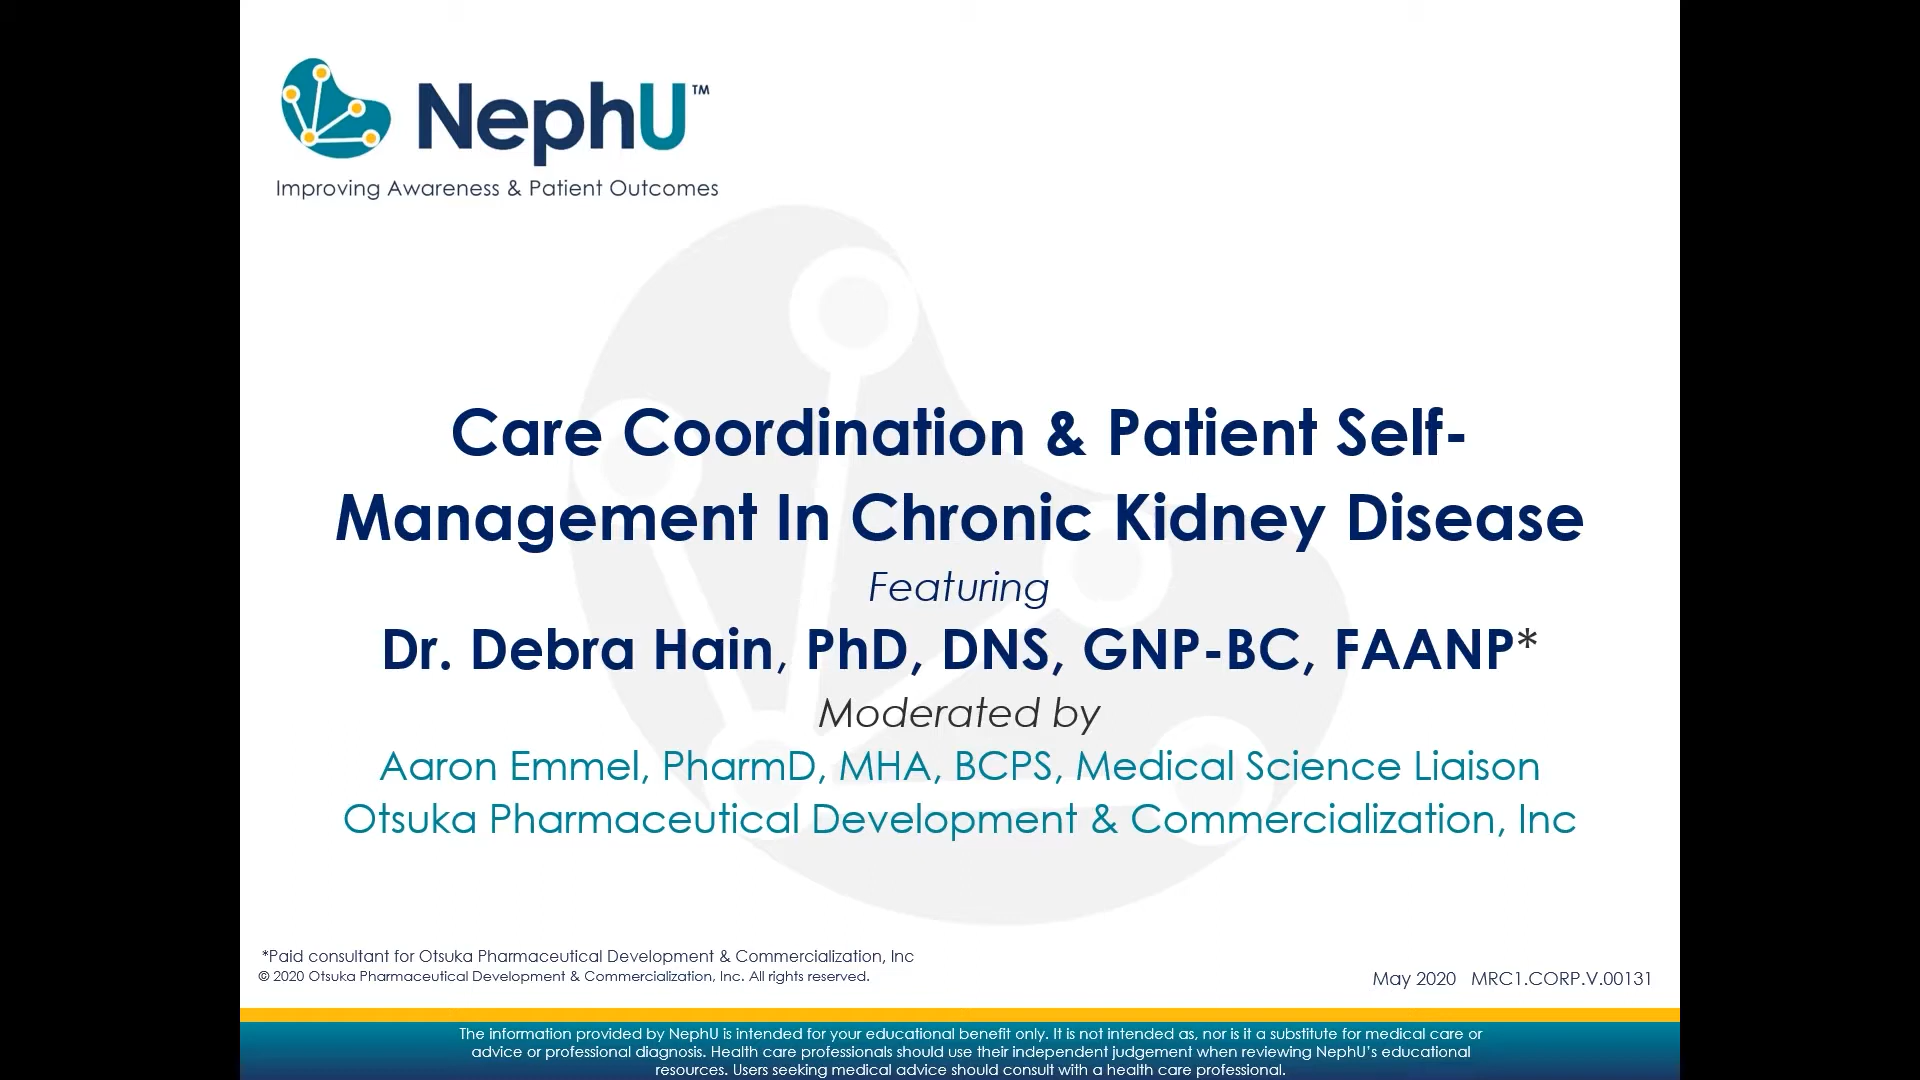 NephU™
Improving Awareness & Patient Outcomes
Care Coordination & Patient Self-
Management In Chronic Kidney Disease
Featuring
Dr. Debra Hain, PhD, DNS, GNP-BC, FAANP*
Moderated by
Aaron Emmel, PharmD, MHA, BCPS, Medical Science Liaison
Otsuka Pharmaceutical Development & Commercialization, Inc
*Paid consultant for Otsuka Pharmaceutical Development & Commercialization, Inc
© 2020 Otsuka Pharmaceutical Development & Commercialization, Inc. All rights reserved.
May 2020 MRC1.CORP.V.00131
The information provided by NephU is intended for your educational benefit only. It is not intended as, nor is it a substitute for medical care or
advice or professional diagnosis. Health care professionals should use their independent judgement when reviewing NephU's educational
resources. Users seeking medical advice should consult with a health care professional.